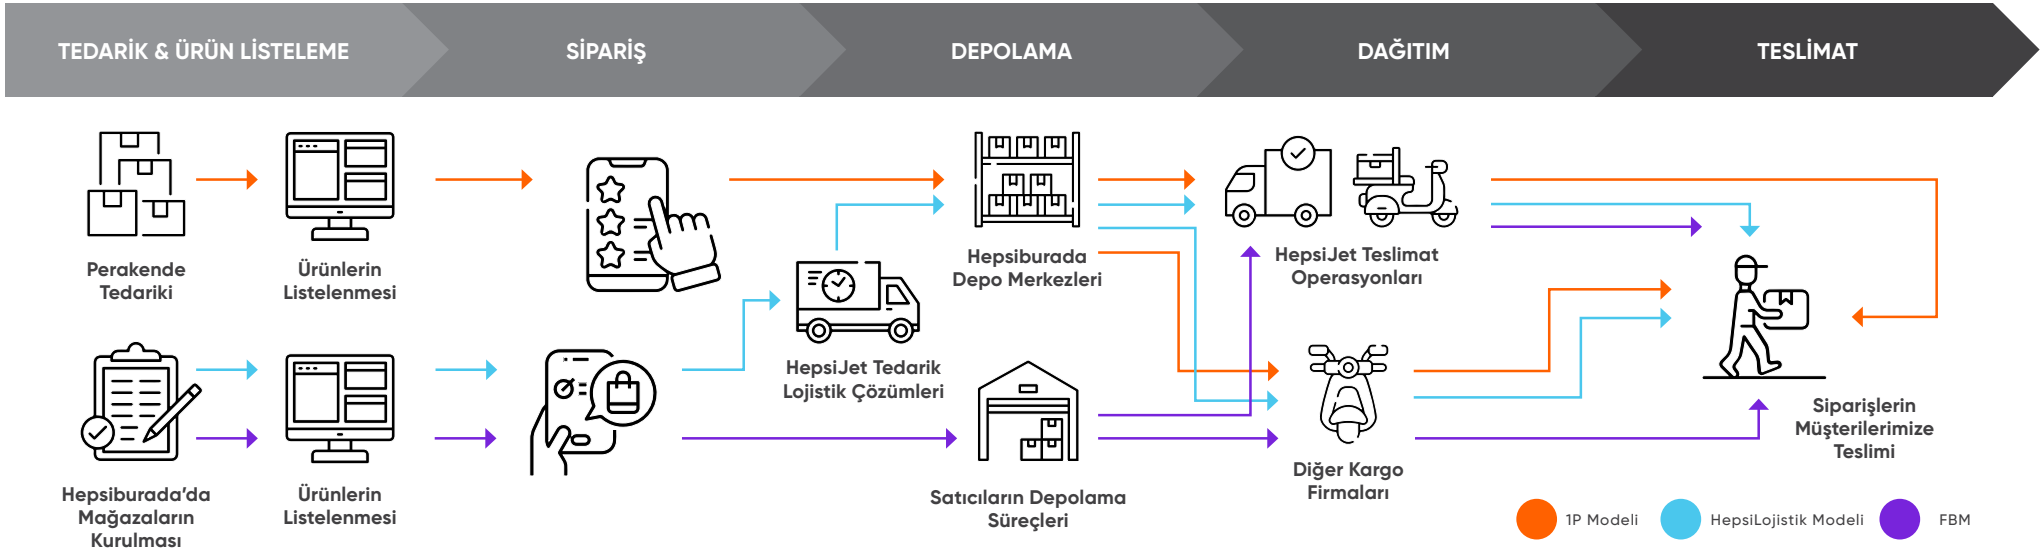 TEDARİK & ÜRÜN LİSTELEME
SİPARİŞ
DEPOLAMA
DAĞITIM
TESLİMAT
Perakende
Tedariki
Ürünlerin
Listelenmesi
Hepsiburada
Depo Merkezleri
HepsiJet Teslimat
Operasyonları
HepsiJet Tedarik
Lojistik Çözümleri
Hepsiburada'da
Mağazaların
Kurulması
Ürünlerin
Listelenmesi
Satıcıların Depolama
Süreçleri
Diğer Kargo
Firmaları
Siparişlerin
Müşterilerimize
Teslimi
1P Modeli
HepsiLojistik Modeli
FBM